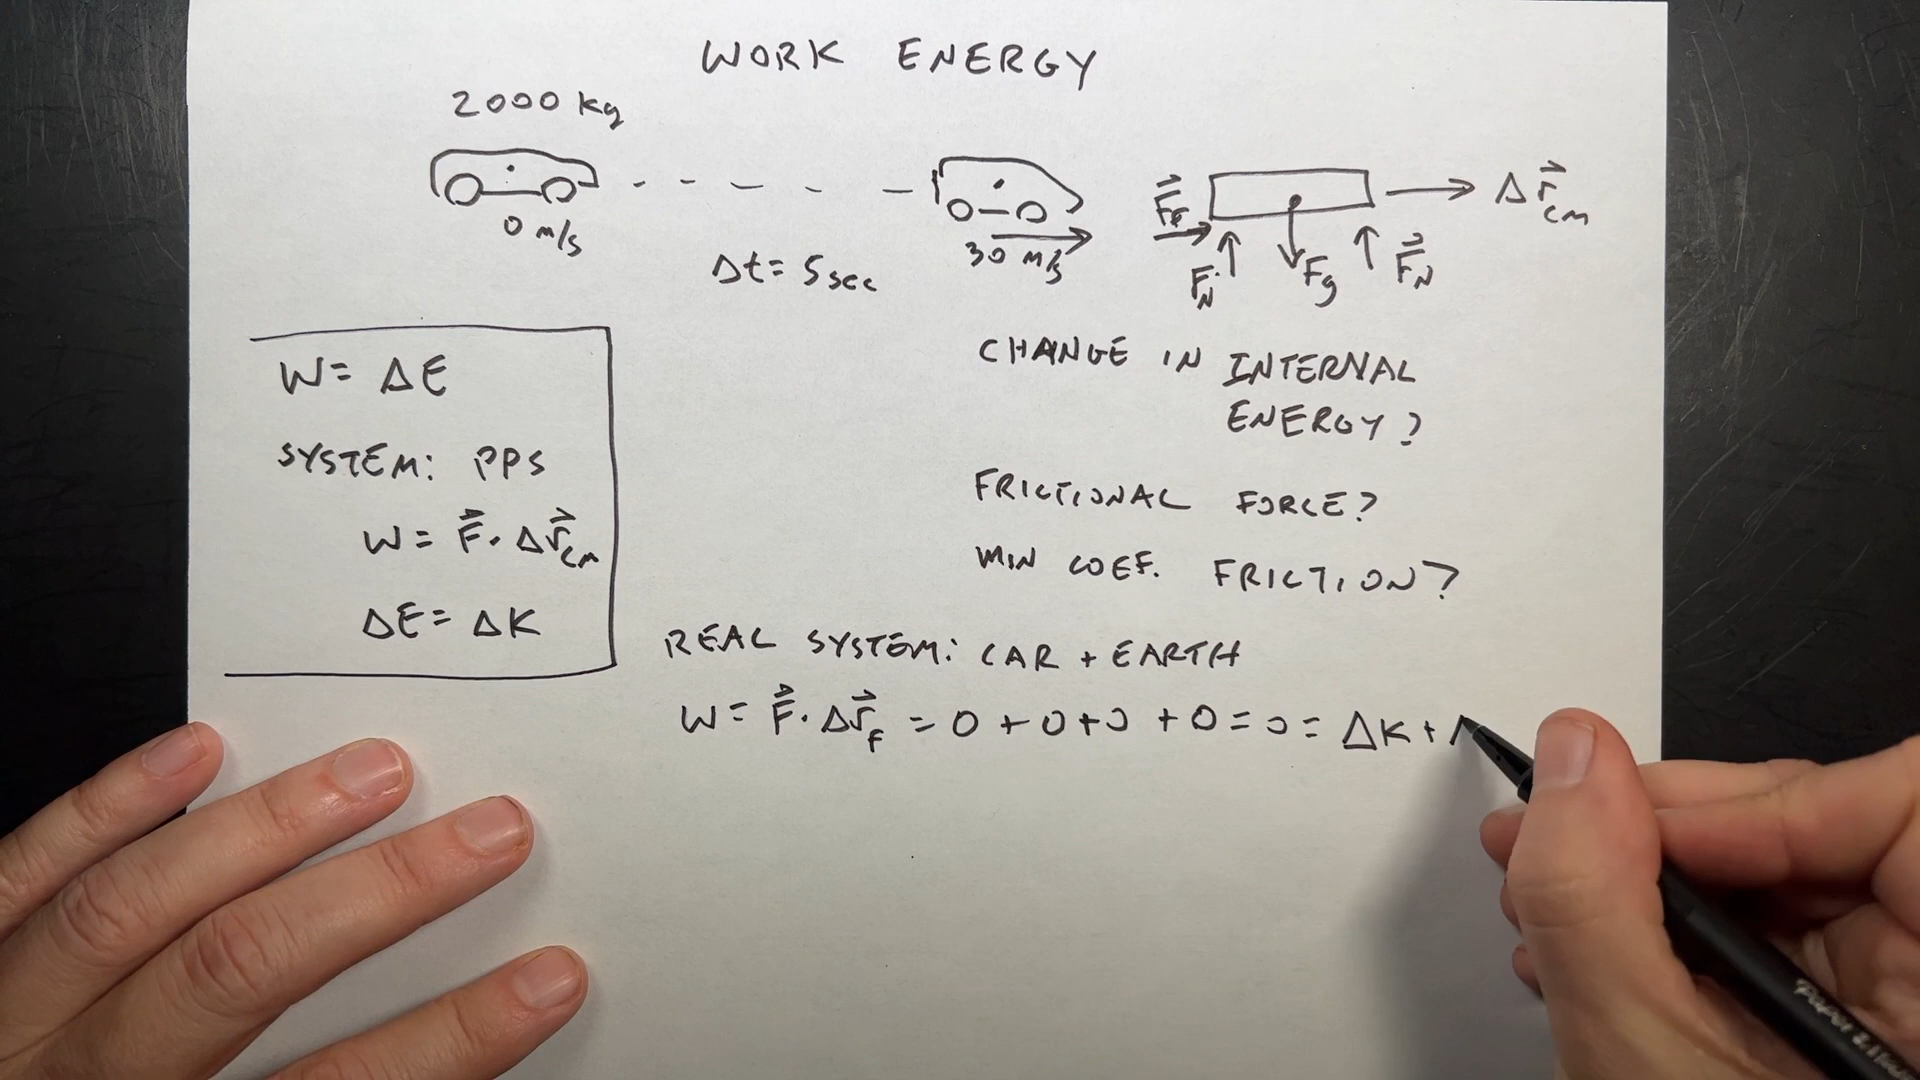 WORK ENERGY
2000 kg
0 m/s
Δt = 5 sec
30 m/s
F⃗f
F⃗N
Fg
F⃗N
Δr⃗cm
W = ΔE
SYSTEM: PPS
W = F⃗ · Δr⃗cm
ΔE = ΔK
CHANGE IN INTERNAL
ENERGY?
FRICTIONAL FORCE?
MIN COEF. FRICTION?
REAL SYSTEM: CAR + EARTH
W = F⃗ · Δr⃗f = 0 + 0 + 0 + 0 = 0 = ΔK +